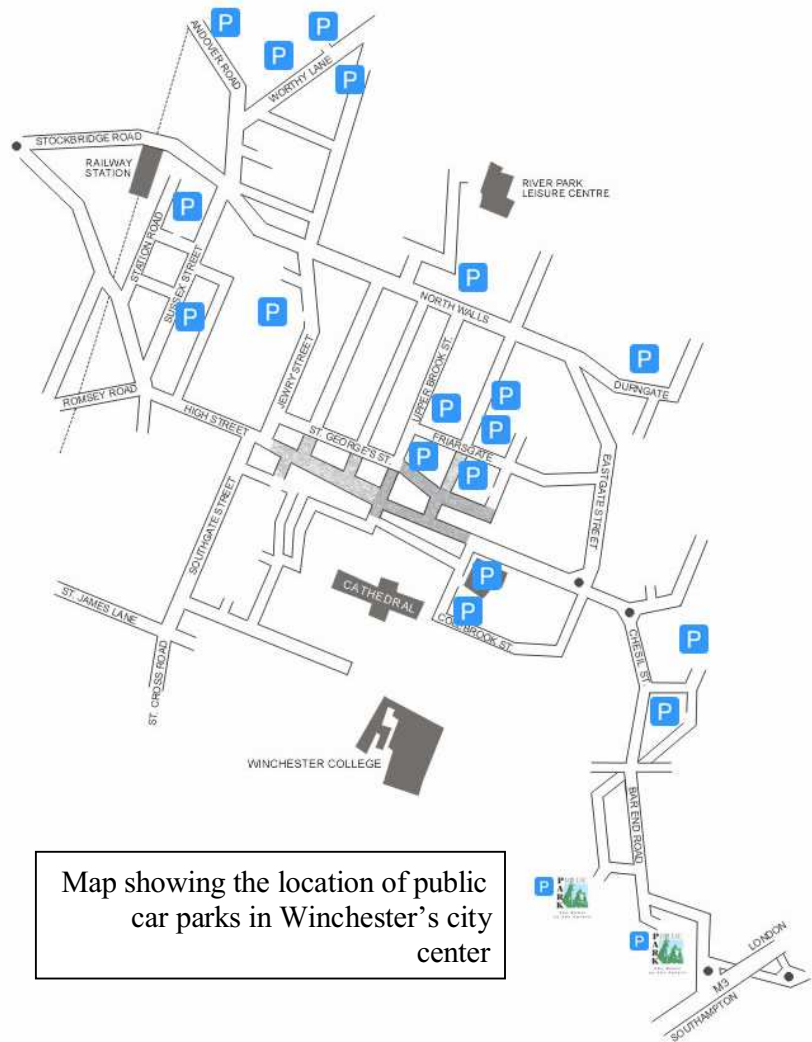 P
P
P
P
ANDOVER ROAD
WORTHY LANE
STOCKBRIDGE ROAD
RAILWAY
STATION
RIVER PARK
LEISURE CENTRE
P
STATION ROAD
SUSSEX STREET
P
P
P
NORTH WALLS
JEWRY STREET
UPPER BROOK ST.
P
DURNGATE
ROMSEY ROAD
HIGH STREET
ST. GEORGE'S ST.
P
P
P
FRIARSGATE
P
P
EASTGATE STREET
SOUTHGATE STREET
CATHEDRAL
P
P
COLEBROOK ST.
ST. JAMES LANE
ST. CROSS ROAD
CHESIL ST.
P
P
WINCHESTER COLLEGE
BAR END ROAD
Map showing the location of public
car parks in Winchester's city
center
P
PARK
P
PARK
LONDON
M3
SOUTHAMPTON